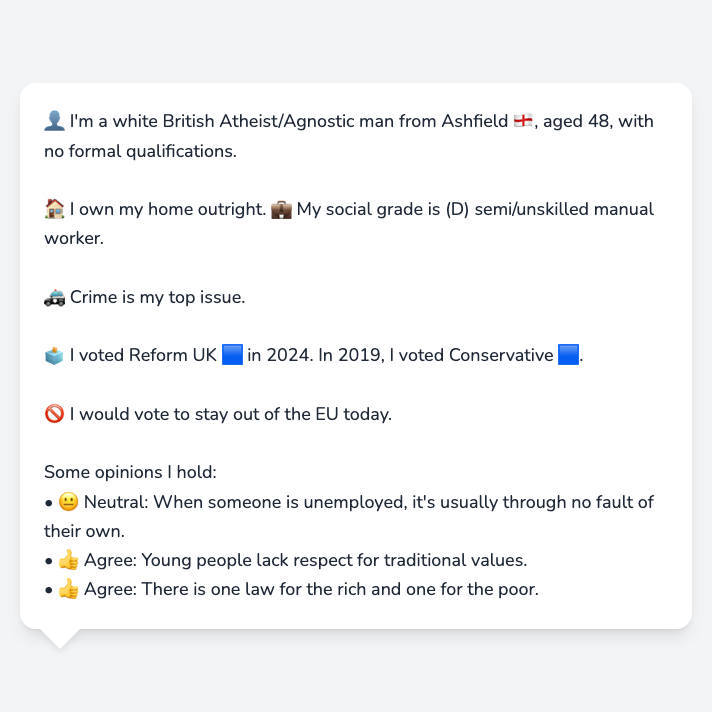 👤 I'm a white British Atheist/Agnostic man from Ashfield 🏴󠁧󠁢󠁥󠁮󠁧󠁿, aged 48, with
no formal qualifications.
🏠 I own my home outright. 💼 My social grade is (D) semi/unskilled manual
worker.
🚓 Crime is my top issue.
🗳️ I voted Reform UK 🟦 in 2024. In 2019, I voted Conservative 🟦.
🚫 I would vote to stay out of the EU today.
Some opinions I hold:
• 😐 Neutral: When someone is unemployed, it's usually through no fault of
their own.
• 👍 Agree: Young people lack respect for traditional values.
• 👍 Agree: There is one law for the rich and one for the poor.